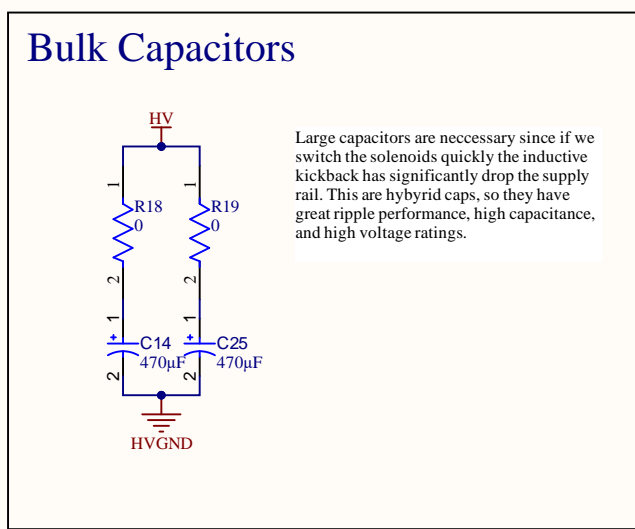 Bulk Capacitors
HV
Large capacitors are neccessary since if we
switch the solenoids quickly the inductive
kickback has significantly drop the supply
rail. This are hybyrid caps, so they have
great ripple performance, high capacitance,
and high voltage ratings.
1 1
R18 R19
0 0
2 2
1 1
+ +
C14 C25
470µF 470µF
2 2
HVGND